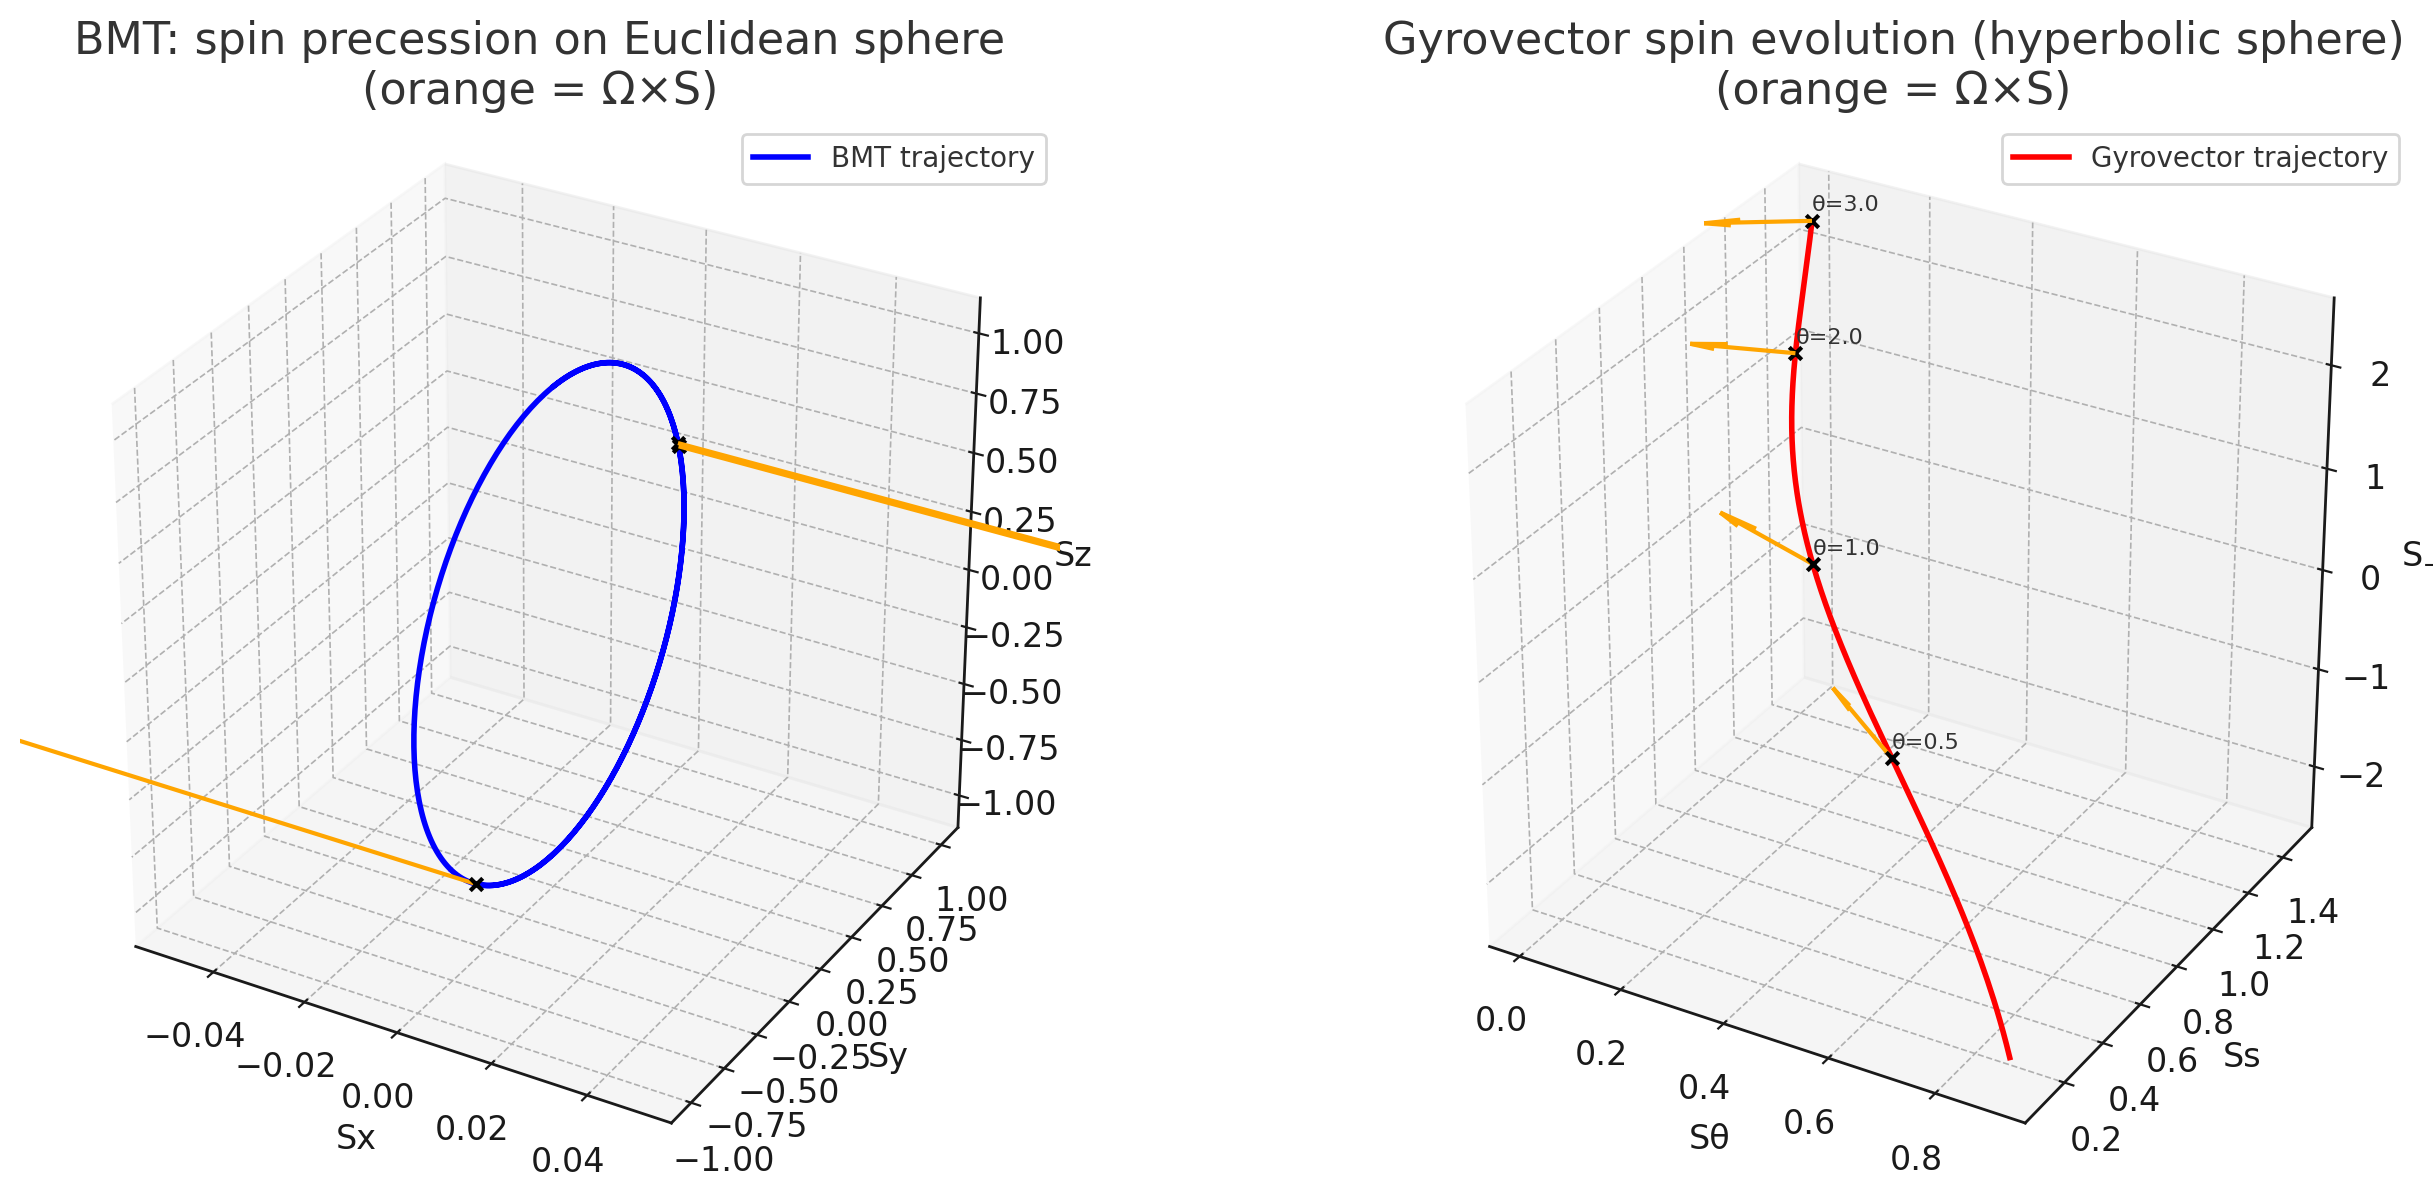 BMT: spin precession on Euclidean sphere
(orange = Ω×S)
BMT trajectory
1.00
0.75
0.50
0.25
Sz
0.00
−0.25
−0.50
−0.75
−1.00
1.00
0.75
0.50
0.25
0.00
−0.25
Sy
−0.50
−0.75
−1.00
−0.04
−0.02
0.00
0.02
0.04
Sx
Gyrovector spin evolution (hyperbolic sphere)
(orange = Ω×S)
Gyrovector trajectory
θ=3.0
θ=2.0
θ=1.0
θ=0.5
2
1
0
−1
−2
1.4
1.2
1.0
0.8
0.6
Ss
0.4
0.2
0.0
0.2
0.4
0.6
0.8
Sθ